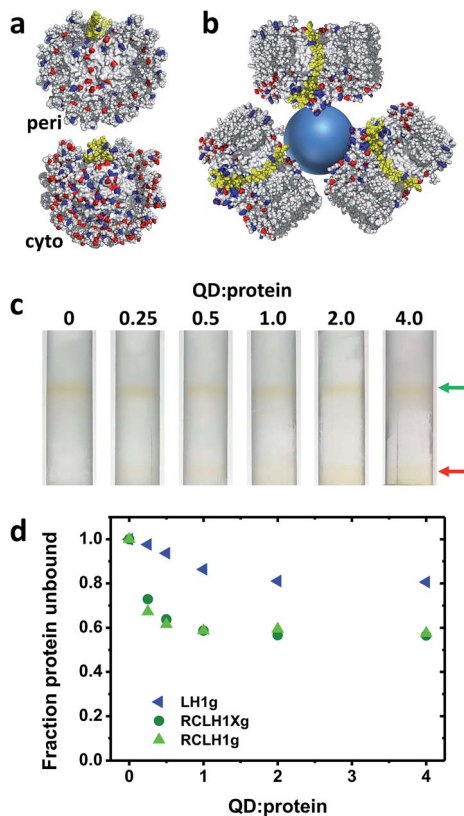 a
b
peri
cyto
QD:protein
c
0 0.25 0.5 1.0 2.0 4.0
d
Fraction protein unbound
1.0
0.8
0.6
0.4
0.2
0.0
LH1g
RCLH1Xg
RCLH1g
0 1 2 3 4
QD:protein